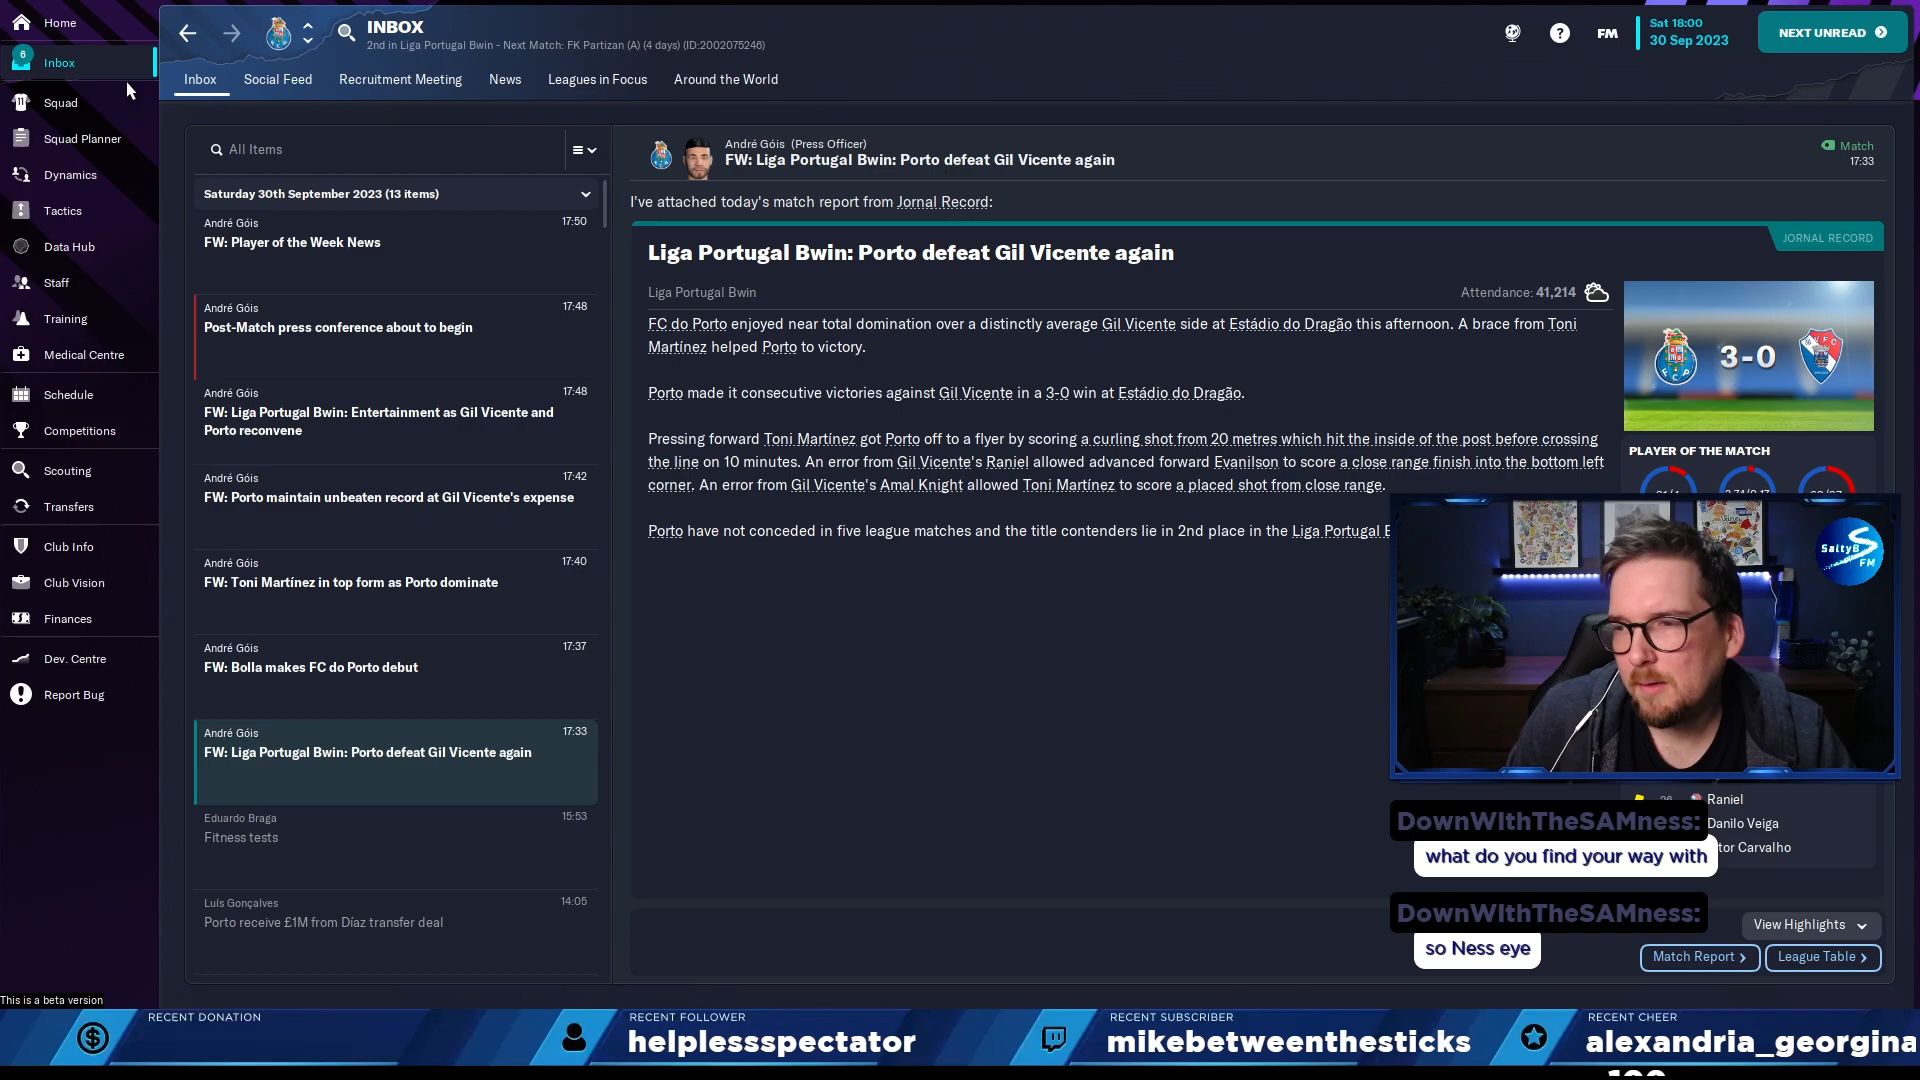 Home
Inbox
6
Squad
Squad Planner
Dynamics
Tactics
Data Hub
Staff
Training
Medical Centre
Schedule
Competitions
Scouting
Transfers
Club Info
Club Vision
Finances
Dev. Centre
Report Bug
This is a beta version
INBOX
2nd in Liga Portugal Bwin - Next Match: FK Partizan (A) (4 days) (ID:2002075246)
FM
Sat 18:00
30 Sep 2023
NEXT UNREAD
Inbox
Social Feed
Recruitment Meeting
News
Leagues in Focus
Around the World
All Items
Saturday 30th September 2023 (13 items)
André Góis 17:50
FW: Player of the Week News
André Góis 17:48
Post-Match press conference about to begin
André Góis 17:48
FW: Liga Portugal Bwin: Entertainment as Gil Vicente and
Porto reconvene
André Góis 17:42
FW: Porto maintain unbeaten record at Gil Vicente's expense
André Góis 17:40
FW: Toni Martínez in top form as Porto dominate
André Góis 17:37
FW: Bolla makes FC do Porto debut
André Góis 17:33
FW: Liga Portugal Bwin: Porto defeat Gil Vicente again
Eduardo Braga 15:53
Fitness tests
Luís Gonçalves 14:05
Porto receive £1M from Díaz transfer deal
André Góis (Press Officer)
FW: Liga Portugal Bwin: Porto defeat Gil Vicente again
Match
17:33
I've attached today's match report from Jornal Record:
JORNAL RECORD
Liga Portugal Bwin: Porto defeat Gil Vicente again
Liga Portugal Bwin
Attendance: 41,214
FC do Porto enjoyed near total domination over a distinctly average Gil Vicente side at Estádio do Dragão this afternoon. A brace from Toni
Martínez helped Porto to victory.
Porto made it consecutive victories against Gil Vicente in a 3-0 win at Estádio do Dragão.
Pressing forward Toni Martínez got Porto off to a flyer by scoring a curling shot from 20 metres which hit the inside of the post before crossing
the line on 10 minutes. An error from Gil Vicente's Raniel allowed advanced forward Evanilson to score a close range finish into the bottom left
corner. An error from Gil Vicente's Amal Knight allowed Toni Martínez to score a placed shot from close range.
Porto have not conceded in five league matches and the title contenders lie in 2nd place in the Liga Portugal
3-0
PLAYER OF THE MATCH
SaltyB
S
FM
Raniel
Danilo Veiga
tor Carvalho
DownWIthTheSAMness:
what do you find your way with
DownWIthTheSAMness:
so Ness eye
View Highlights
Match Report
League Table
RECENT DONATION
RECENT FOLLOWER
helplessspectator
RECENT SUBSCRIBER
mikebetweenthesticks
RECENT CHEER
alexandria_georgina